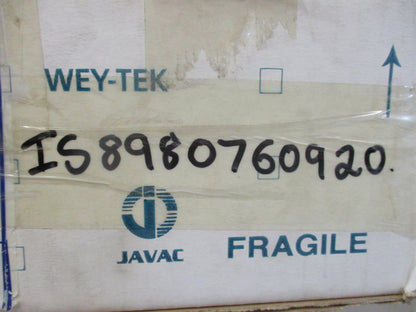 WEY-TEK
IS8980760920.
JAVAC
FRAGILE